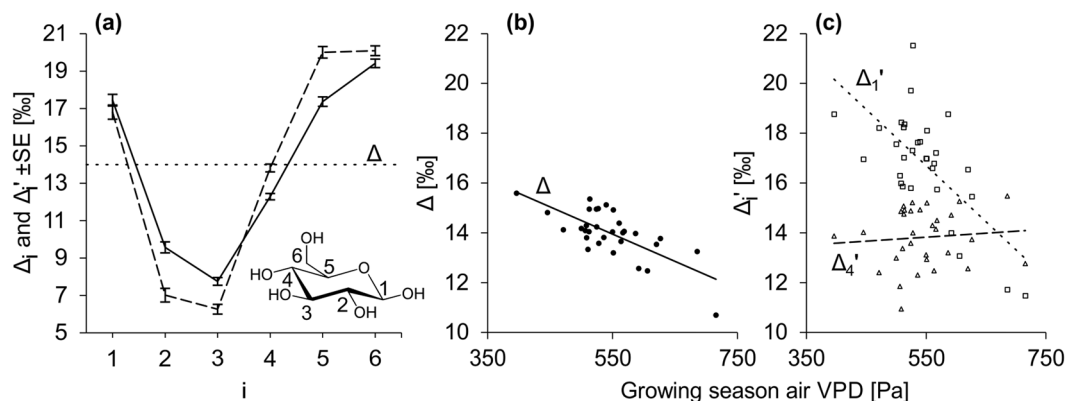 (a)
21
19
17
15
13
11
9
7
5
Δi and Δi' ±SE [‰]
1 2 3 4 5 6
i
Δ
OH
6
HO
4
5
O
HO
3
2
OH
1
OH
(b)
22
20
18
16
14
12
10
Δ [‰]
Δ
350 550 750
(c)
22
20
18
16
14
12
10
Δi' [‰]
Δ1'
Δ4'
350 550 750
Growing season air VPD [Pa]